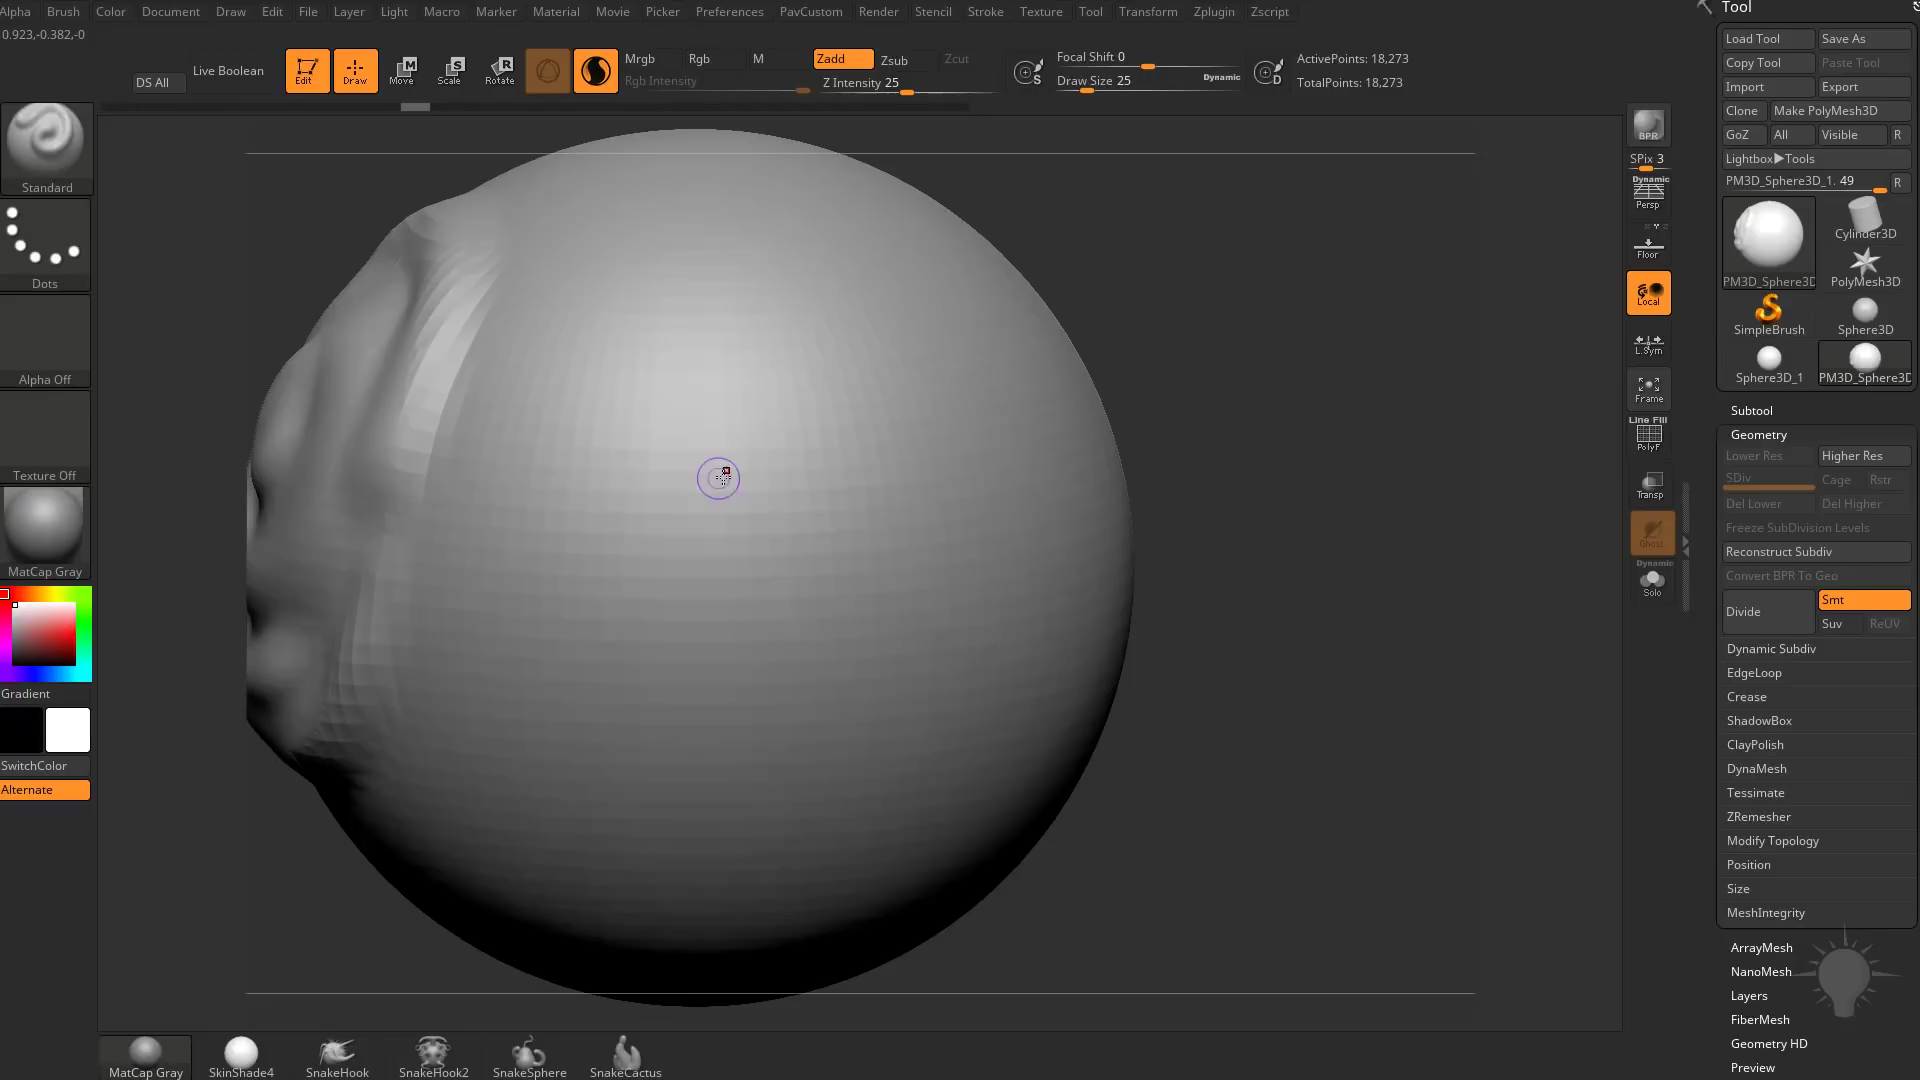 Alpha Brush Color Document Draw Edit File Layer Light Macro Marker Material Movie Picker Preferences PavCustom Render Stencil Stroke Texture Tool Transform Zplugin Zscript
0.923,-0.382,-0
DS All
Live Boolean
Edit
Draw
Move
Scale
Rotate
Mrgb Rgb M
Rgb Intensity
Zadd Zsub Zcut
Z Intensity 25
Focal Shift 0
Draw Size 25
Dynamic
ActivePoints: 18,273
TotalPoints: 18,273
Standard
Dots
Alpha Off
Texture Off
MatCap Gray
Gradient
SwitchColor
Alternate
BPR
SPix 3
Dynamic
Persp
Floor
Local
L.Sym
Frame
Line Fill
PolyF
Transp
Ghost
Dynamic
Solo
Tool
Load Tool Save As
Copy Tool Paste Tool
Import Export
Clone Make PolyMesh3D
GoZ All Visible R
Lightbox▶Tools
PM3D_Sphere3D_1. 49 R
PM3D_Sphere3D
Cylinder3D
PolyMesh3D
SimpleBrush
Sphere3D
Sphere3D_1
PM3D_Sphere3D
Subtool
Geometry
Lower Res Higher Res
SDiv Cage Rstr
Del Lower Del Higher
Freeze SubDivision Levels
Reconstruct Subdiv
Convert BPR To Geo
Divide
Smt
Suv ReUV
Dynamic Subdiv
EdgeLoop
Crease
ShadowBox
ClayPolish
DynaMesh
Tessimate
ZRemesher
Modify Topology
Position
Size
MeshIntegrity
ArrayMesh
NanoMesh
Layers
FiberMesh
Geometry HD
Preview
MatCap Gray
SkinShade4
SnakeHook
SnakeHook2
SnakeSphere
SnakeCactus